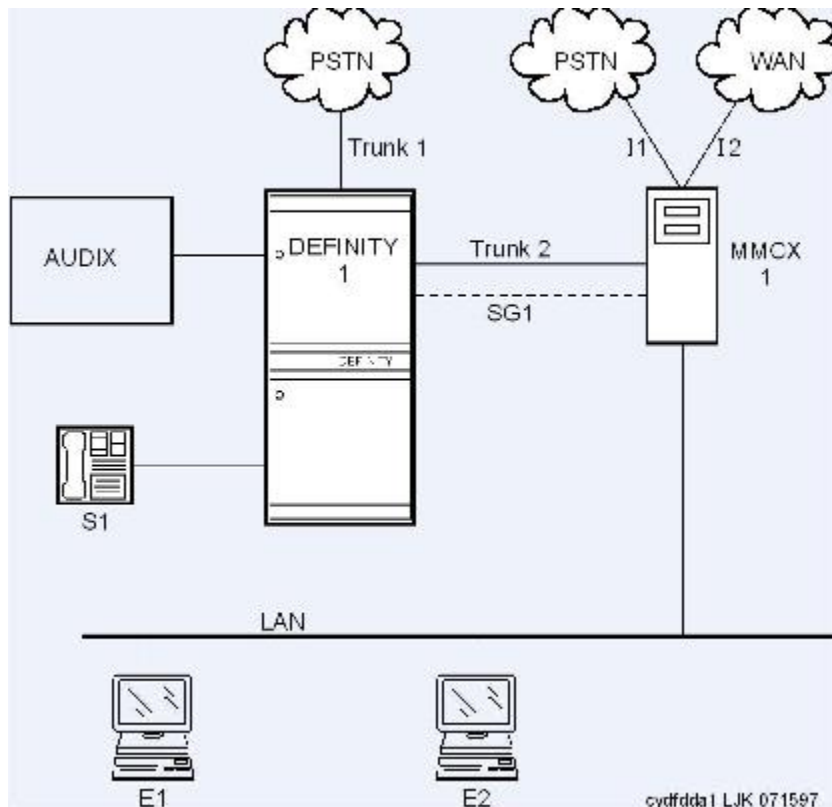 PSTN
PSTN
WAN
Trunk 1
I1
I2
AUDIX
DEFINITY
1
Trunk 2
MMCX
1
SG1
DEFINITY
S1
LAN
E1
E2
cydfdda1 LJK 071597